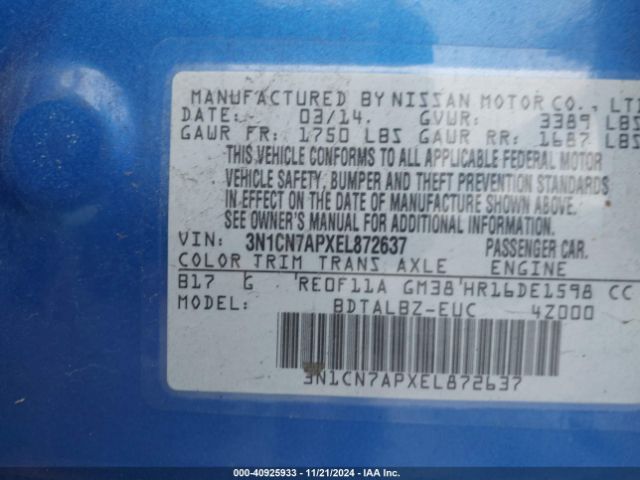 MANUFACTURED BY NISSAN MOTOR CO., LT
DATE: 03/14. GVWR: 3389 LBS
GAWR FR: 1750 LBS GAWR RR: 1687 LBS
THIS VEHICLE CONFORMS TO ALL APPLICABLE FEDERAL MOTOR
VEHICLE SAFETY, BUMPER AND THEFT PREVENTION STANDARDS
IN EFFECT ON THE DATE OF MANUFACTURE SHOWN ABOVE.
SEE OWNER'S MANUAL FOR ADDITIONAL INFORMATION.
VIN: 3N1CN7APXEL872637 PASSENGER CAR.
COLOR TRIM TRANS AXLE ENGINE
B17 G 'RE0F11A GM38'HR16DE1598 CC
MODEL: BDTALBZ-EUC 4Z000
3N1CN7APXEL872637
000-40925933 - 11/21/2024 - IAA Inc.